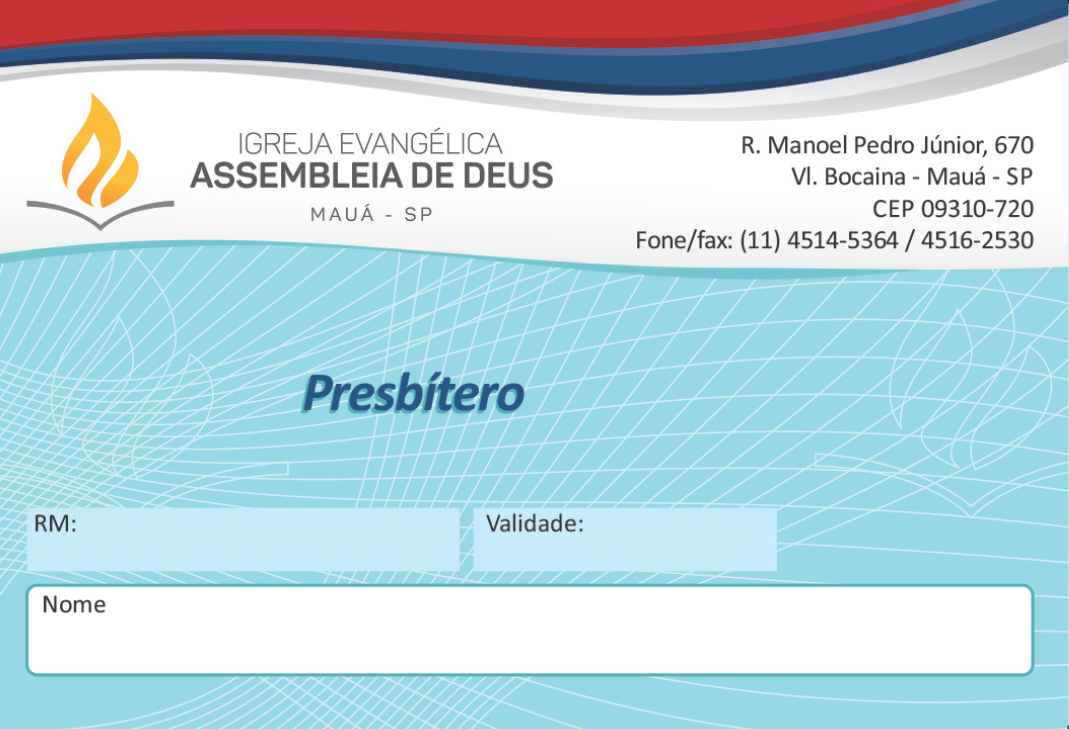 IGREJA EVANGÉLICA
ASSEMBLEIA DE DEUS
MAUÁ - SP
R. Manoel Pedro Júnior, 670
Vl. Bocaina - Mauá - SP
CEP 09310-720
Fone/fax: (11) 4514-5364 / 4516-2530
Presbítero
RM:
Validade:
Nome